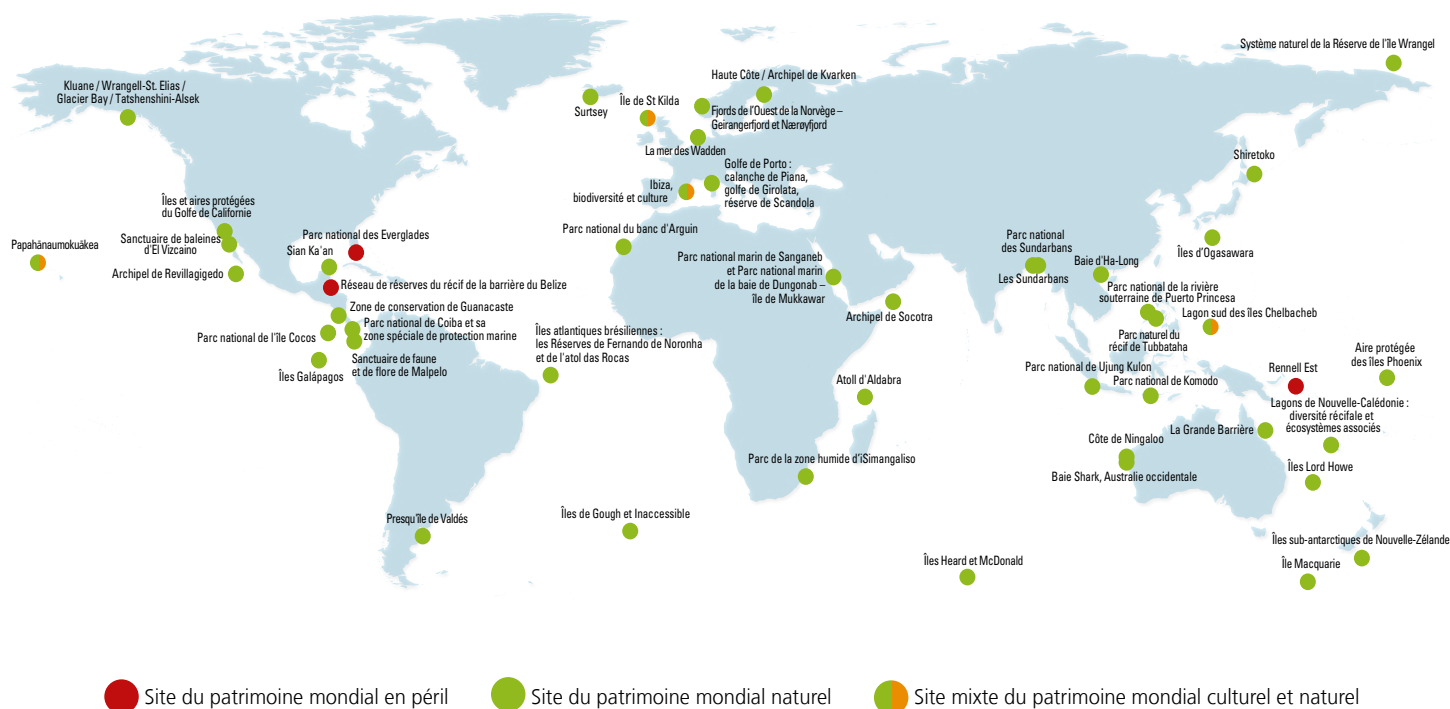 Système naturel de la Réserve de l'île Wrangel
Kluane / Wrangell-St. Elias /
Glacier Bay / Tatshenshini-Alsek
Surtsey
Île de St Kilda
Haute Côte / Archipel de Kvarken
Fjords de l'Ouest de la Norvège –
Geirangerfjord et Nærøyfjord
La mer des Wadden
Golfe de Porto :
calanche de Piana,
golfe de Girolata,
réserve de Scandola
Ibiza,
biodiversité et culture
Shiretoko
Îles et aires protégées
du Golfe de Californie
Sanctuaire de baleines
d'El Vizcaino
Archipel de Revillagigedo
Papahānaumokuākea
Parc national des Everglades
Sian Ka'an
Réseau de réserves du récif de la barrière du Belize
Zone de conservation de Guanacaste
Parc national de Coiba et sa
zone spéciale de protection marine
Parc national de l'île Cocos
Îles Galápagos
Sanctuaire de faune
et de flore de Malpelo
Îles atlantiques brésiliennes :
les Réserves de Fernando de Noronha
et de l'atol das Rocas
Parc national du banc d'Arguin
Parc national marin de Sanganeb
et Parc national marin
de la baie de Dungonab –
île de Mukkawar
Archipel de Socotra
Parc national
des Sundarbans
Les Sundarbans
Baie d'Ha-Long
Îles d'Ogasawara
Parc national de la rivière
souterraine de Puerto Princesa
Lagon sud des îles Chelbacheb
Parc naturel du
récif de Tubbataha
Parc national de Ujung Kulon
Parc national de Komodo
Rennell Est
Aire protégée
des îles Phoenix
Lagons de Nouvelle-Calédonie :
diversité récifale et
écosystèmes associés
La Grande Barrière
Côte de Ningaloo
Baie Shark, Australie occidentale
Îles Lord Howe
Atoll d'Aldabra
Parc de la zone humide d'iSimangaliso
Presqu'île de Valdés
Îles de Gough et Inaccessible
Îles Heard et McDonald
Îles sub-antarctiques de Nouvelle-Zélande
Île Macquarie
Site du patrimoine mondial en péril
Site du patrimoine mondial naturel
Site mixte du patrimoine mondial culturel et naturel